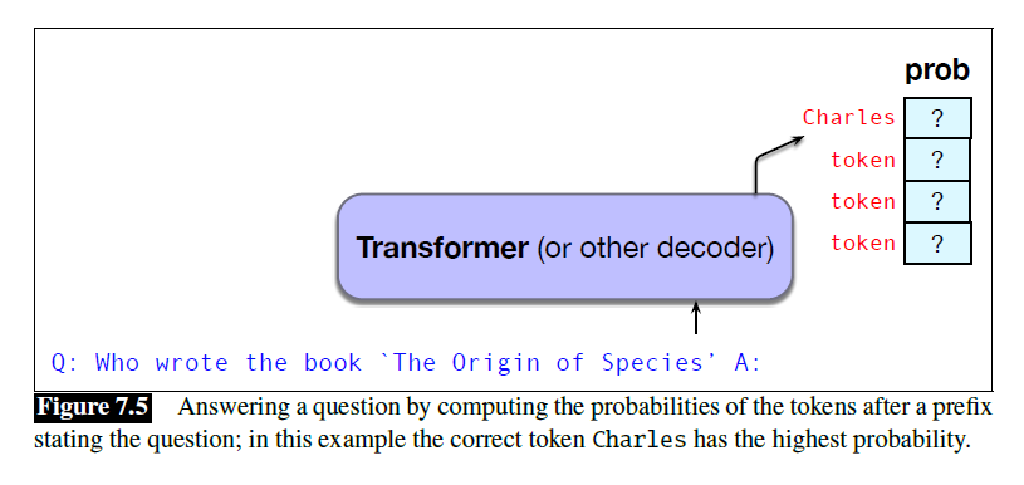 prob
Charles ?
token ?
token ?
token ?
Transformer (or other decoder)
Q: Who wrote the book `The Origin of Species’ A:
Figure 7.5 Answering a question by computing the probabilities of the tokens after a prefix
stating the question; in this example the correct token Charles has the highest probability.